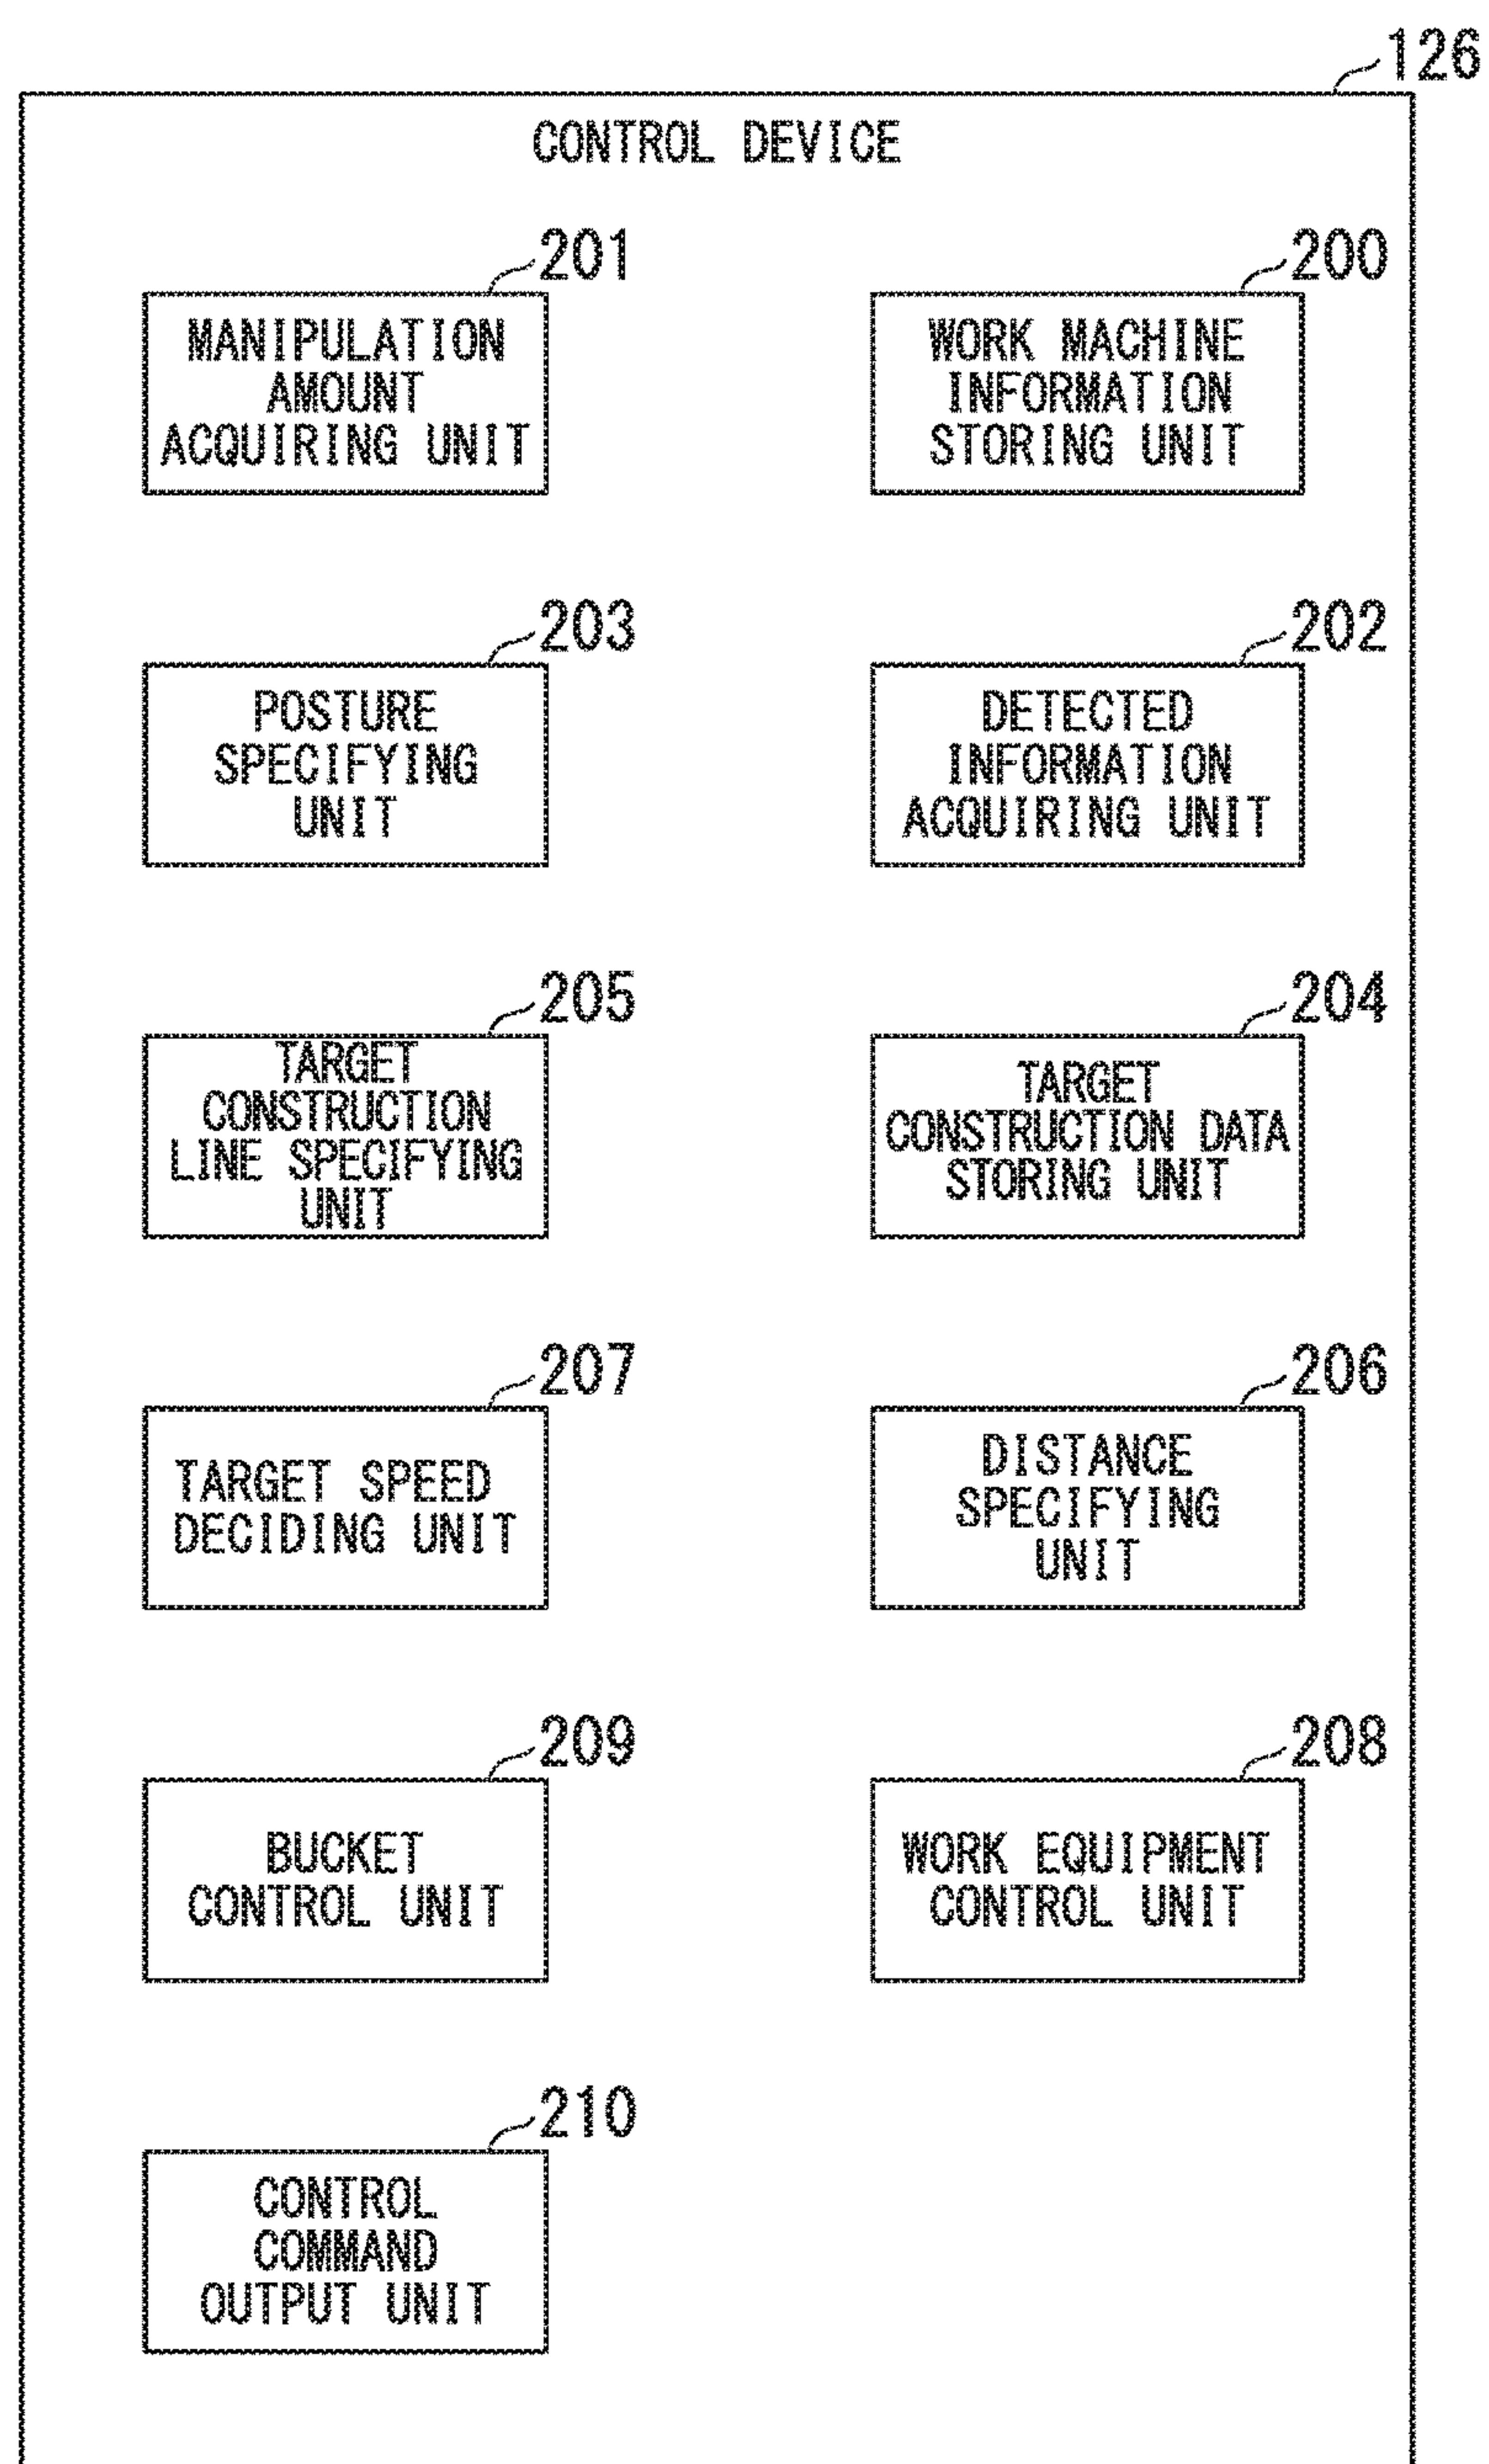 126
CONTROL DEVICE
201
MANIPULATION
AMOUNT
ACQUIRING UNIT
200
WORK MACHINE
INFORMATION
STORING UNIT
203
POSTURE
SPECIFYING
UNIT
202
DETECTED
INFORMATION
ACQUIRING UNIT
205
TARGET
CONSTRUCTION
LINE SPECIFYING
UNIT
204
TARGET
CONSTRUCTION DATA
STORING UNIT
207
TARGET SPEED
DECIDING UNIT
206
DISTANCE
SPECIFYING
UNIT
209
BUCKET
CONTROL UNIT
208
WORK EQUIPMENT
CONTROL UNIT
210
CONTROL
COMMAND
OUTPUT UNIT